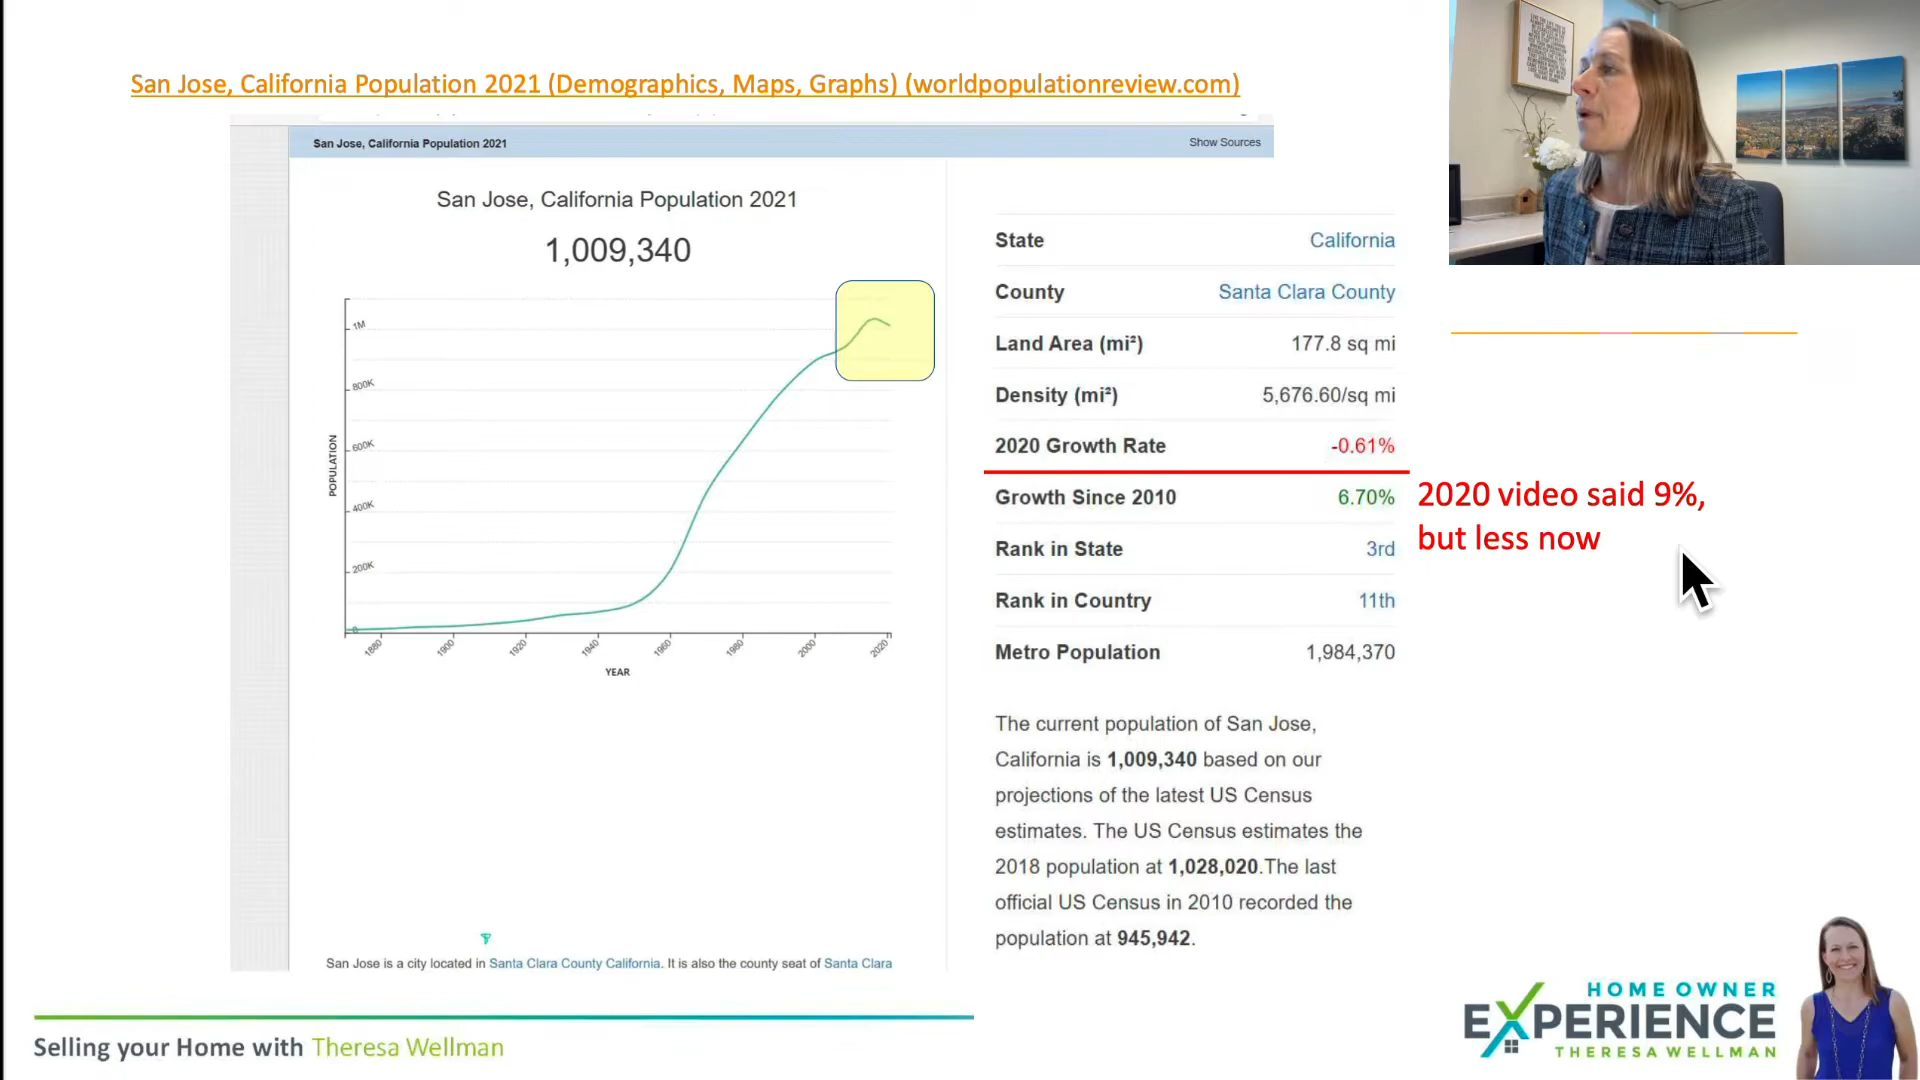 San Jose, California Population 2021 (Demographics, Maps, Graphs) (worldpopulationreview.com)
San Jose, California Population 2021
Show Sources
San Jose, California Population 2021
1,009,340
1M
800K
600K
400K
200K
0
POPULATION
1880
1900
1920
1940
1960
1980
2000
2020
YEAR
State California
County Santa Clara County
Land Area (mi²) 177.8 sq mi
Density (mi²) 5,676.60/sq mi
2020 Growth Rate -0.61%
Growth Since 2010 6.70%
Rank in State 3rd
Rank in Country 11th
Metro Population 1,984,370
2020 video said 9%,
but less now
The current population of San Jose,
California is 1,009,340 based on our
projections of the latest US Census
estimates. The US Census estimates the
2018 population at 1,028,020.The last
official US Census in 2010 recorded the
population at 945,942.
San Jose is a city located in Santa Clara County California. It is also the county seat of Santa Clara
Selling your Home with Theresa Wellman
HOME OWNER
EXPERIENCE
THERESA WELLMAN